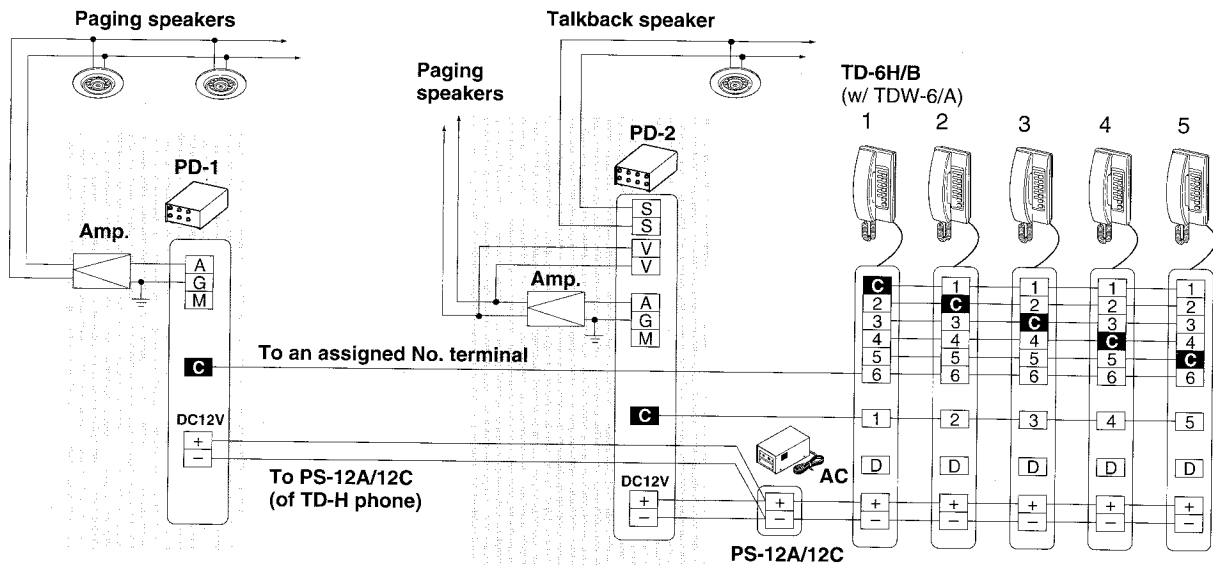 Paging speakers
Talkback speaker
Paging
speakers
TD-6H/B
(w/ TDW-6/A)
1 2 3 4 5
PD-1
PD-2
Amp.
A
G
M
C
DC12V
+
−
S
S
V
V
Amp.
A
G
M
C
DC12V
+
−
To an assigned No. terminal
To PS-12A/12C
(of TD-H phone)
AC
+
−
PS-12A/12C
C 1 1 1 1
2 C 2 2 2
3 3 C 3 3
4 4 4 C 4
5 5 5 5 C
6 6 6 6 6
1 2 3 4 5
D D D D D
+ + + + +
− − − − −